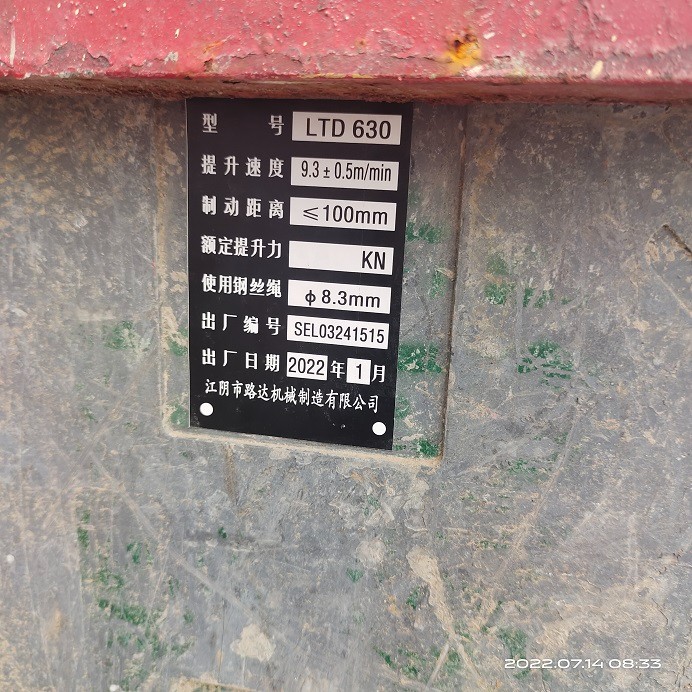 型号 LTD 630
提升速度 9.3±0.5m/min
制动距离 ≤100mm
额定提升力 KN
使用钢丝绳 φ8.3mm
出厂编号 SEL03241515
出厂日期 2022年1月
江阴市路达机械制造有限公司
2022.07.14 08:33